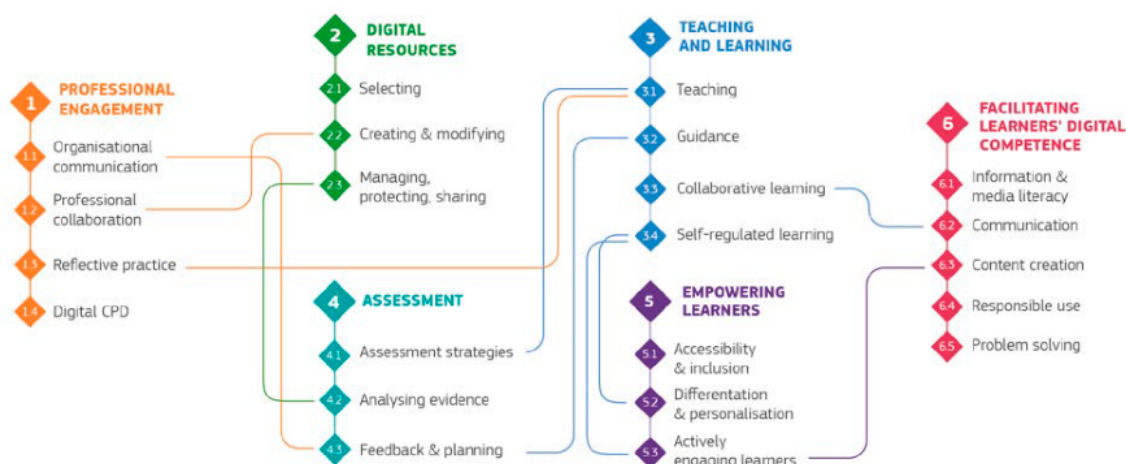 1
PROFESSIONAL
ENGAGEMENT
1.1
Organisational
communication
1.2
Professional
collaboration
1.3
Reflective practice
1.4
Digital CPD
2
DIGITAL
RESOURCES
2.1
Selecting
2.2
Creating & modifying
2.3
Managing,
protecting, sharing
3
TEACHING
AND LEARNING
3.1
Teaching
3.2
Guidance
3.3
Collaborative learning
3.4
Self-regulated learning
4
ASSESSMENT
4.1
Assessment strategies
4.2
Analysing evidence
4.3
Feedback & planning
5
EMPOWERING
LEARNERS
5.1
Accessibility
& inclusion
5.2
Differentation
& personalisation
5.3
Actively
engaging learners
6
FACILITATING
LEARNERS' DIGITAL
COMPETENCE
6.1
Information &
media literacy
6.2
Communication
6.3
Content creation
6.4
Responsible use
6.5
Problem solving